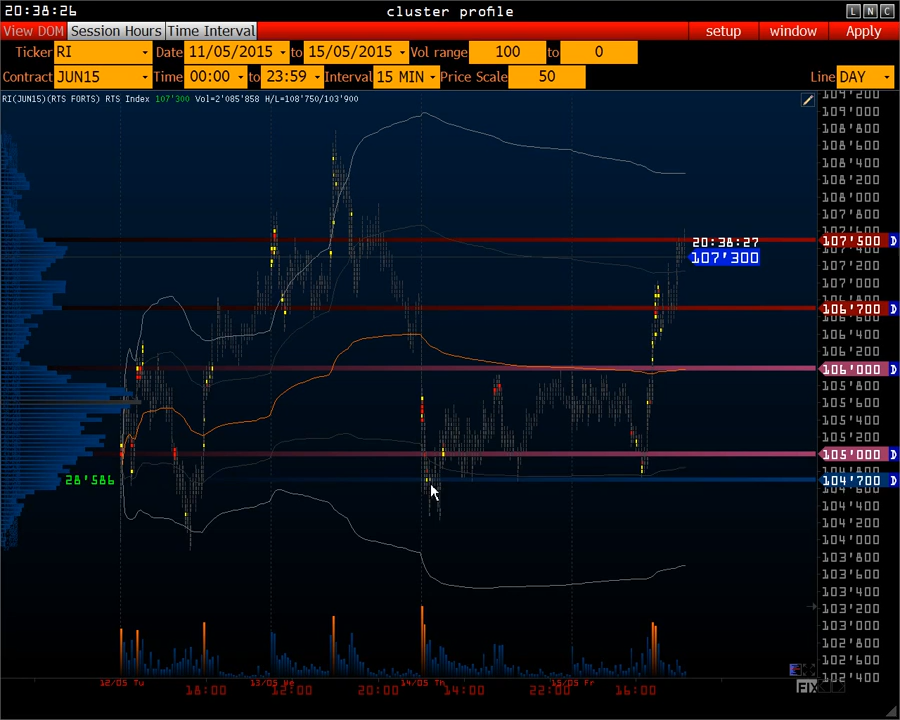 20:38:26 cluster profile L N C
View DOM Session Hours Time Interval setup window Apply
Ticker RI Date 11/05/2015 to 15/05/2015 Vol range 100 to 0
Contract JUN15 Time 00:00 to 23:59 Interval 15 MIN Price Scale 50 Line DAY
RI(JUN15)(RTS FORTS) RTS Index 107'300 Vol=2'085'858 H/L=108'750/103'900
109'200
109'000
108'800
108'600
108'400
108'200
108'000
107'800
20:38:27 107'500 D
107'300
107'200
107'000
106'700 D
106'600
106'400
106'200
106'000 D
105'800
105'600
105'400
105'200
105'000 D
28'586 104'700 D
104'400
104'200
104'000
103'800
103'600
103'400
103'200
103'000
102'800
102'600
102'400
12/05 Tu 13/05 We 14/05 Th 15/05 Fr
18:00 12:00 20:00 14:00 22:00 16:00
FIX